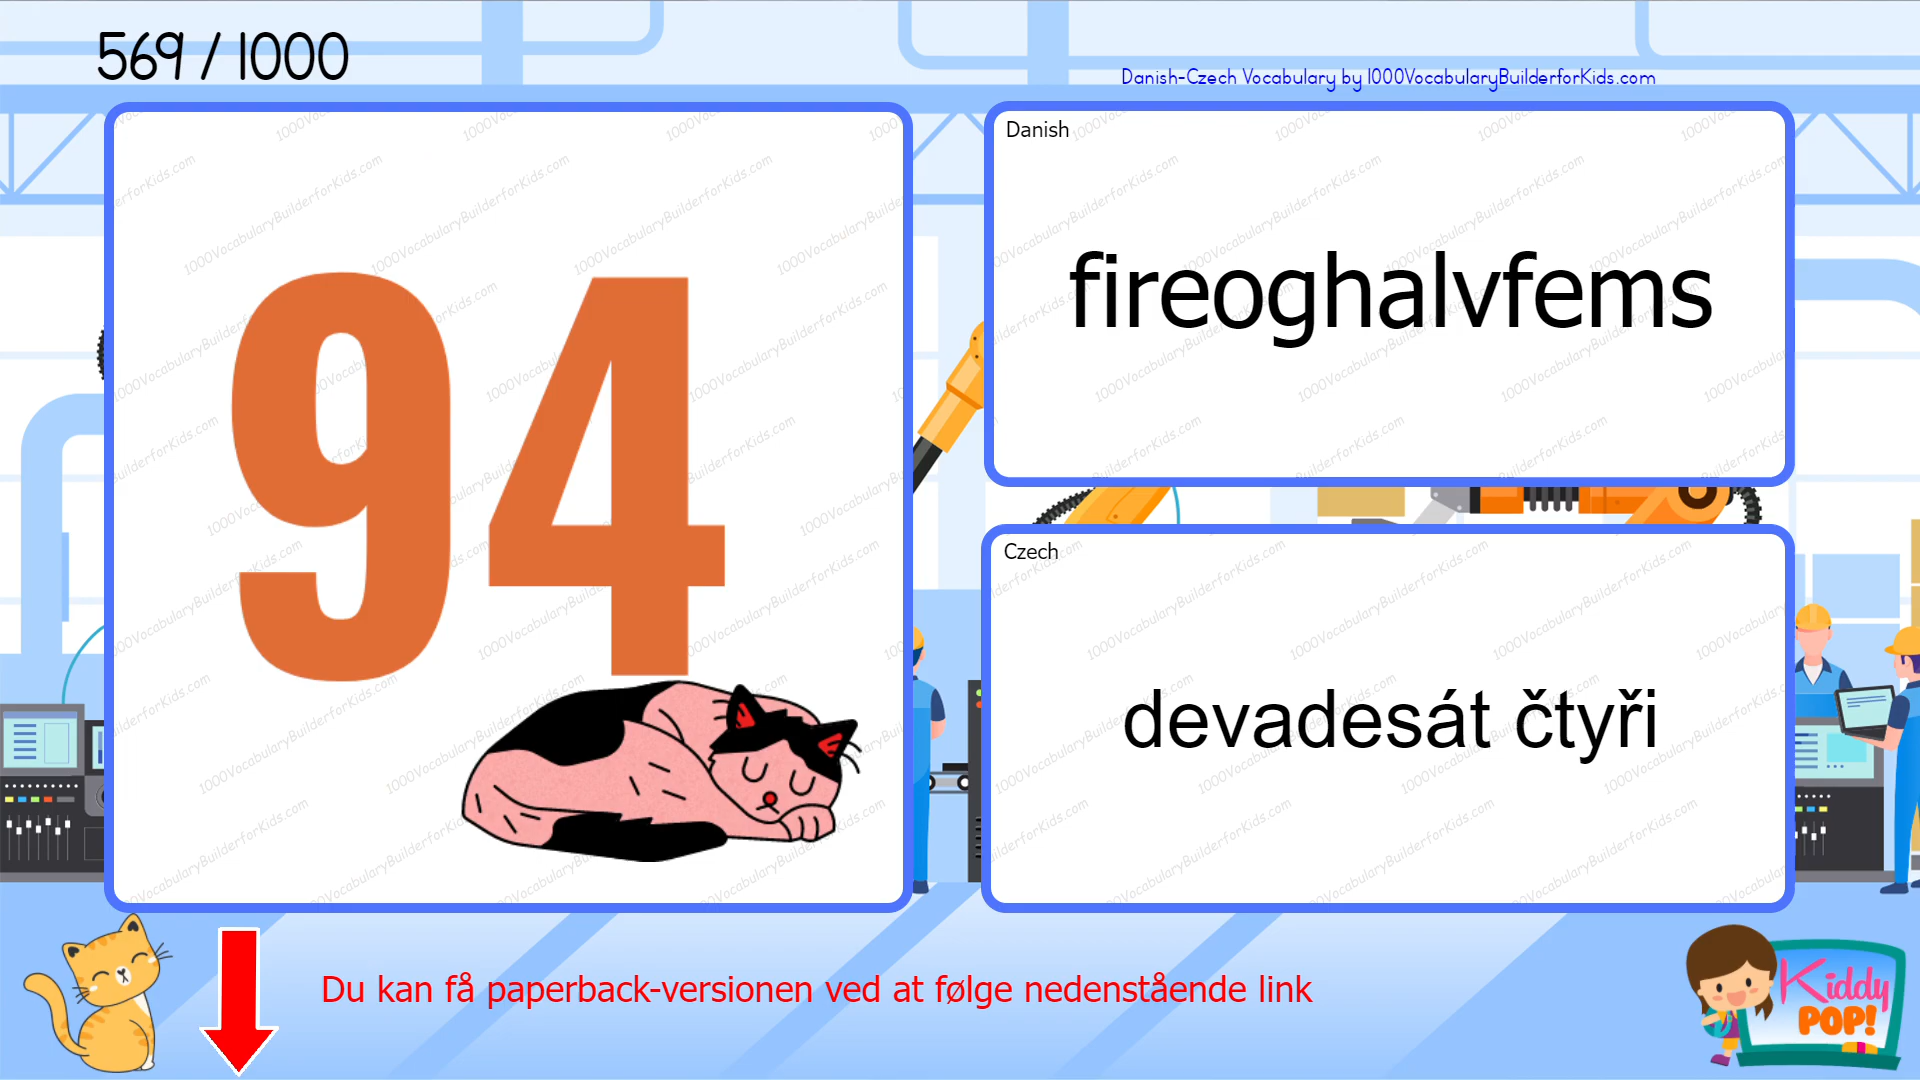 569 / 1000
Danish-Czech Vocabulary by 1000VocabularyBuilderforKids.com
94
Danish
fireoghalvfems
Czech
devadesát čtyři
Du kan få paperback-versionen ved at følge nedenstående link
Kiddy
POP!